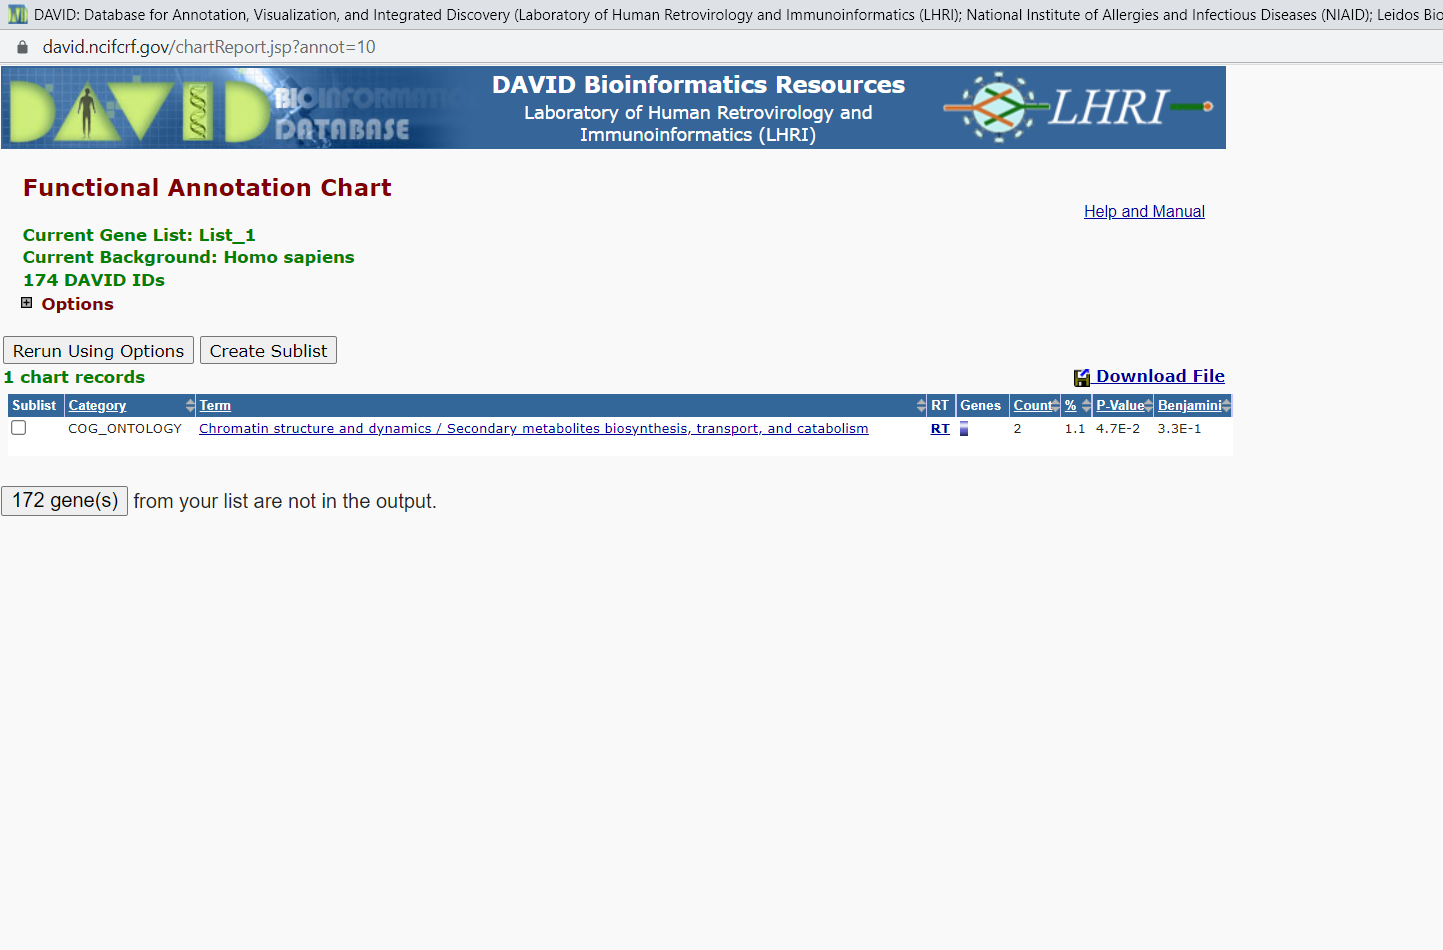 DAVID: Database for Annotation, Visualization, and Integrated Discovery (Laboratory of Human Retrovirology and Immunoinformatics (LHRI); National Institute of Allergies and Infectious Diseases (NIAID); Leidos Bio
david.ncifcrf.gov/chartReport.jsp?annot=10
DAVID BIOINFORMATICS DATABASE
DAVID Bioinformatics Resources
Laboratory of Human Retrovirology and
Immunoinformatics (LHRI)
LHRI
Functional Annotation Chart
Help and Manual
Current Gene List: List_1
Current Background: Homo sapiens
174 DAVID IDs
Options
Rerun Using Options Create Sublist
1 chart records Download File
Sublist Category Term RT Genes Count % P-Value Benjamini
COG_ONTOLOGY Chromatin structure and dynamics / Secondary metabolites biosynthesis, transport, and catabolism RT 2 1.1 4.7E-2 3.3E-1
172 gene(s) from your list are not in the output.